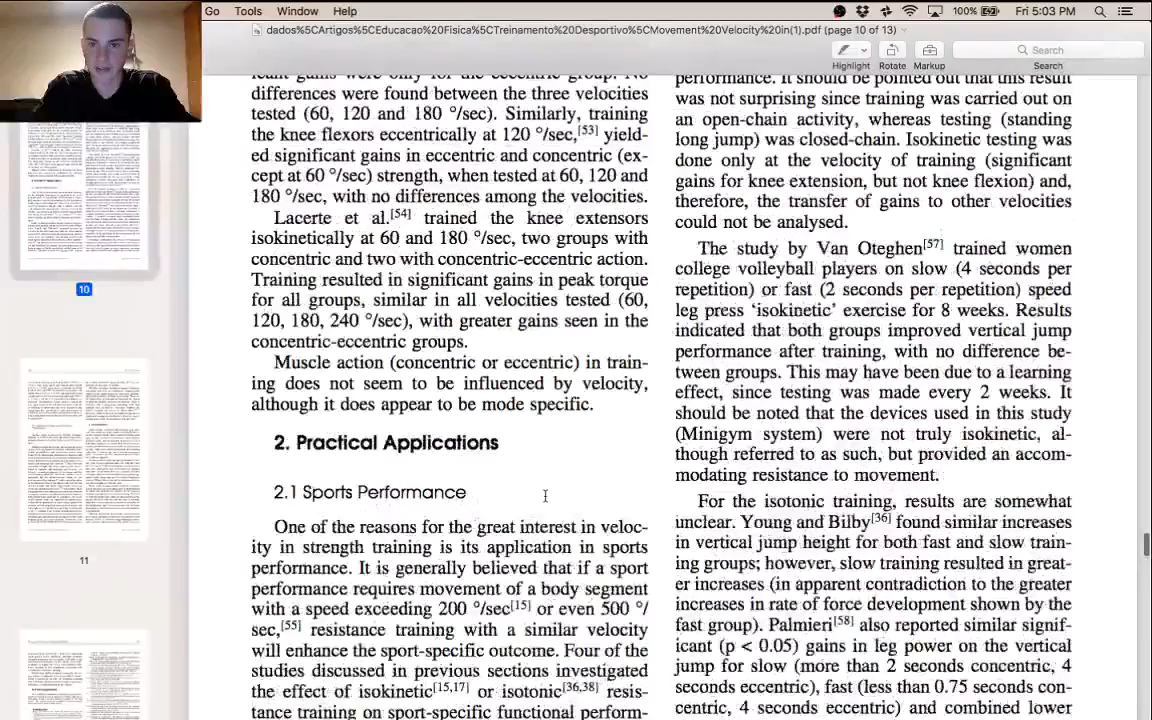 Go Tools Window Help
100% Fri 5:03 PM
dados%5CArtigos%5CEducacao%20Fisica%5CTreinamento%20Desportivo%5CMovement%20Velocity%20in(1).pdf (page 10 of 13)
Search
Highlight Rotate Markup Search
10
11
icant gains were only for the eccentric group. No
differences were found between the three velocities
tested (60, 120 and 180 °/sec). Similarly, training
the knee flexors eccentrically at 120 °/sec,[53] yield-
ed significant gains in eccentric and concentric (ex-
cept at 60 °/sec) strength, when tested at 60, 120 and
180 °/sec, with no differences among the velocities.
Lacerte et al.[54] trained the knee extensors
isokinetically at 60 and 180 °/sec, two groups with
concentric and two with concentric-eccentric action.
Training resulted in significant gains in peak torque
for all groups, similar in all velocities tested (60,
120, 180, 240 °/sec), with greater gains seen in the
concentric-eccentric groups.
Muscle action (concentric or eccentric) in train-
ing does not seem to be influenced by velocity,
although it does appear to be mode specific.
2. Practical Applications
2.1 Sports Performance
One of the reasons for the great interest in veloc-
ity in strength training is its application in sports
performance. It is generally believed that if a sport
performance requires movement of a body segment
with a speed exceeding 200 °/sec[15] or even 500 °/
sec,[55] resistance training with a similar velocity
will enhance the sport-specific outcome. Four of the
studies discussed in previous sections investigated
the effect of isokinetic[15,17] or isotonic[36,38] resis-
tance training on sport-specific functional perform-
performance. It should be pointed out that this result
was not surprising since training was carried out on
an open-chain activity, whereas testing (standing
long jump) was closed-chain. Isokinetic testing was
done only at the velocity of training (significant
gains for knee extension, but not knee flexion) and,
therefore, the transfer of gains to other velocities
could not be analysed.
The study by Van Oteghen[57] trained women
college volleyball players on slow (4 seconds per
repetition) or fast (2 seconds per repetition) speed
leg press 'isokinetic' exercise for 8 weeks. Results
indicated that both groups improved vertical jump
performance after training, with no difference be-
tween groups. This may have been due to a learning
effect, since testing was made every 2 weeks. It
should be noted that the devices used in this study
(Minigym system) were not truly isokinetic, al-
though referred to as such, but provided an accom-
modating resistance to movement.
For the isotonic training, results are somewhat
unclear. Young and Bilby[36] found similar increases
in vertical jump height for both fast and slow train-
ing groups; however, slow training resulted in great-
er increases (in apparent contradiction to the greater
increases in rate of force development shown by the
fast group). Palmieri[58] also reported similar signif-
icant (p < 0.05) gains in leg power on the vertical
jump for slow (more than 2 seconds concentric, 4
seconds eccentric) fast (less than 0.75 seconds con-
centric, 4 seconds eccentric) and combined lower